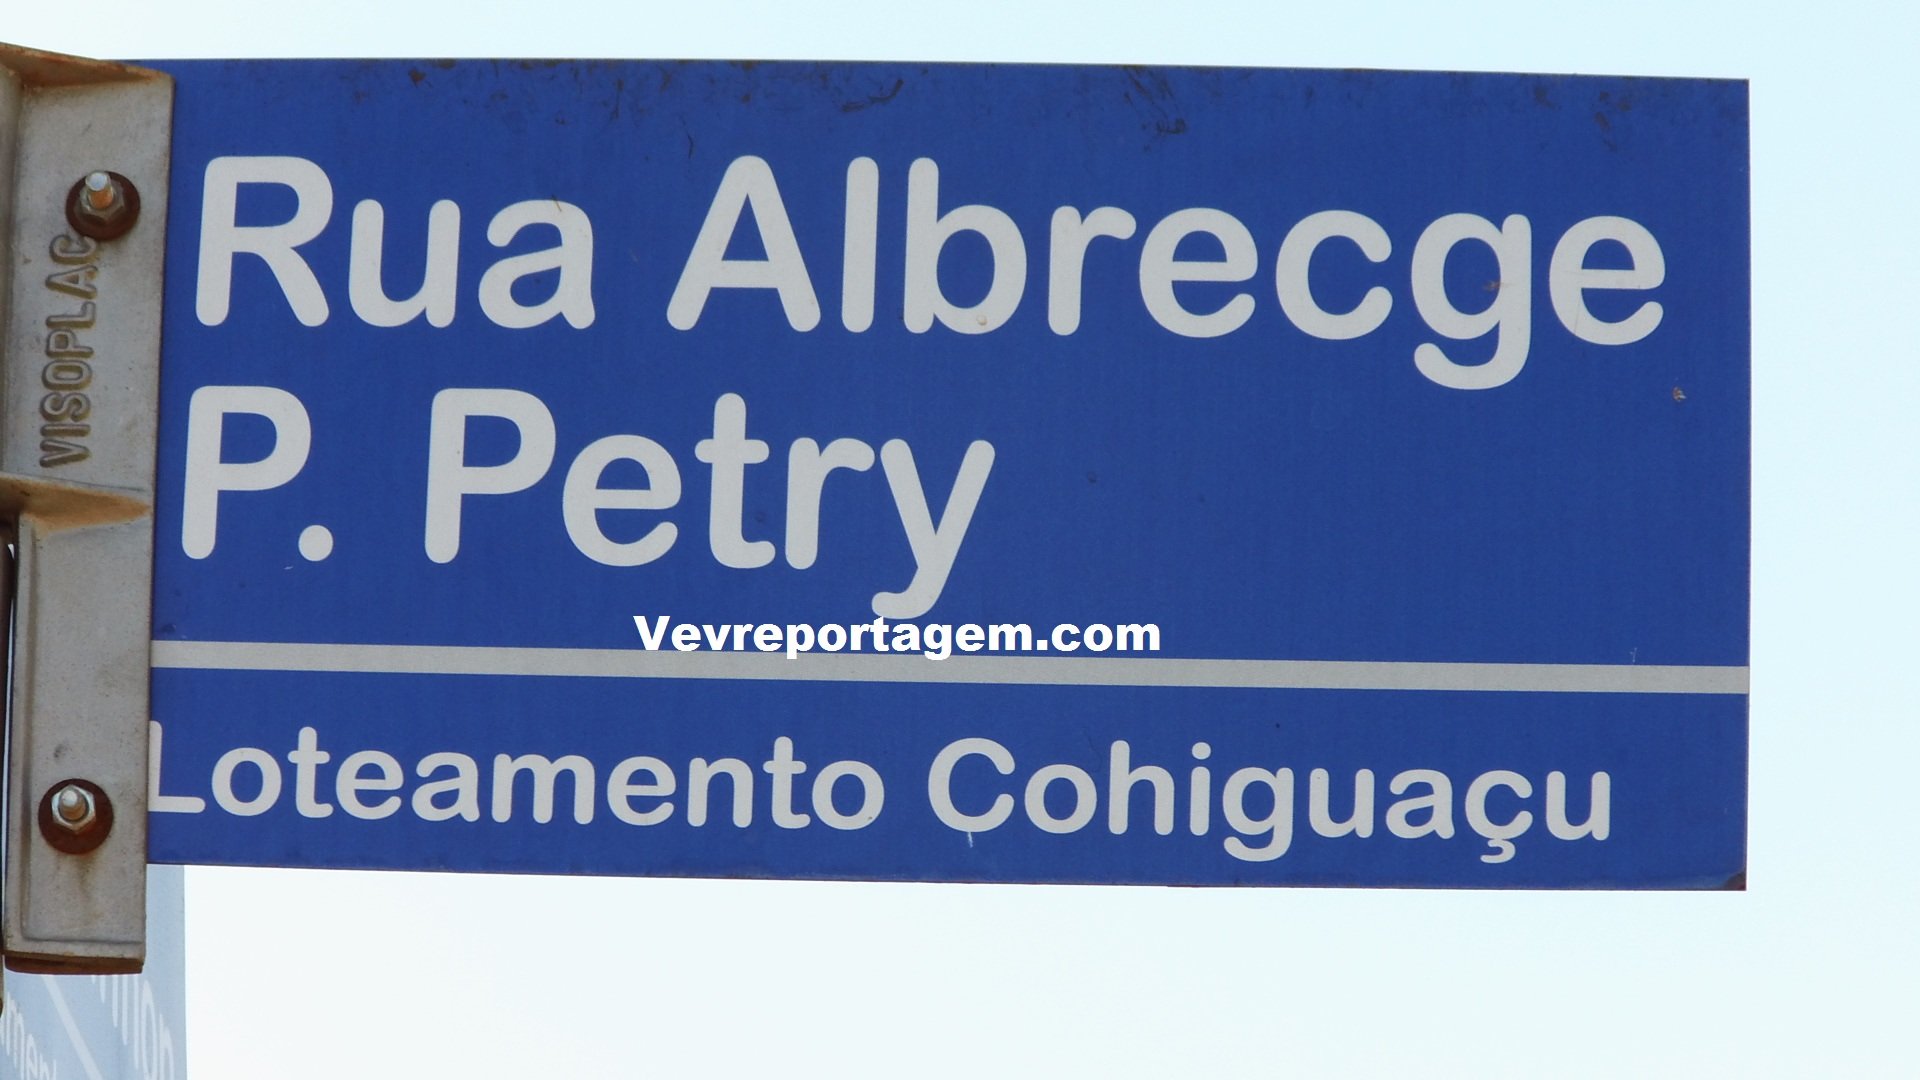 Rua Albrecge
P. Petry
Vevreportagem.com
Loteamento Cohiguaçu
VISOPLAC